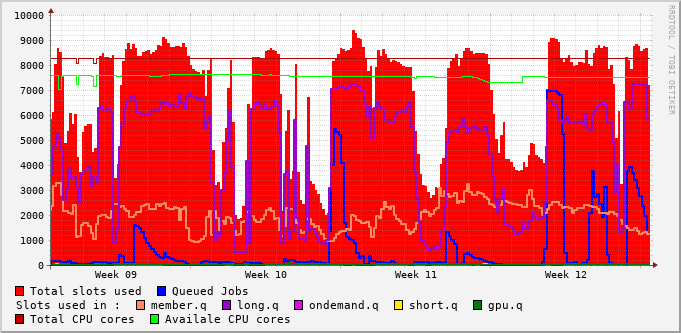 10000
9000
8000
7000
6000
5000
4000
3000
2000
1000
0
Week 09 Week 10 Week 11 Week 12
RRDTOOL / TOBI OETIKER
Total slots used Queued Jobs
Slots used in : member.q long.q ondemand.q short.q gpu.q
Total CPU cores Availale CPU cores